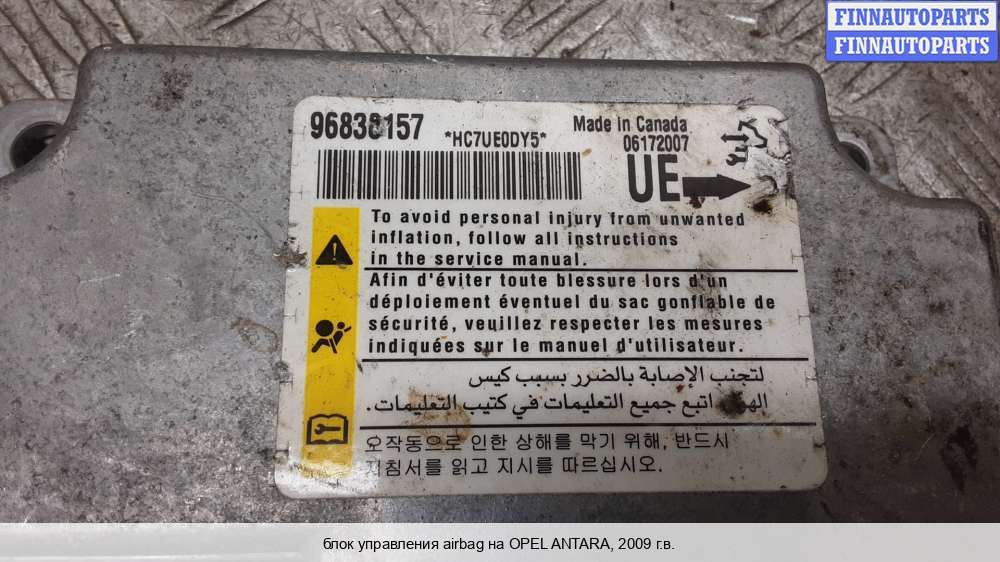 FINNAUTOPARTS
FINNAUTOPARTS
96838157
*HC7UE0DY5*
Made in Canada
06172007
UE
To avoid personal injury from unwanted
inflation, follow all instructions
in the service manual.
Afin d'éviter toute blessure lors d'un
déploiement éventuel du sac gonflable de
sécurité, veuillez respecter les mesures
indiquées sur le manuel d'utilisateur.
لتجنب الإصابة بالضرر بسبب كيس
اتبع جميع التعليمات في كتيب التعليمات.
오작동으로 인한 상해를 막기 위해, 반드시
지침서를 읽고 지시를 따르십시오.
блок управления airbag на OPEL ANTARA, 2009 г.в.